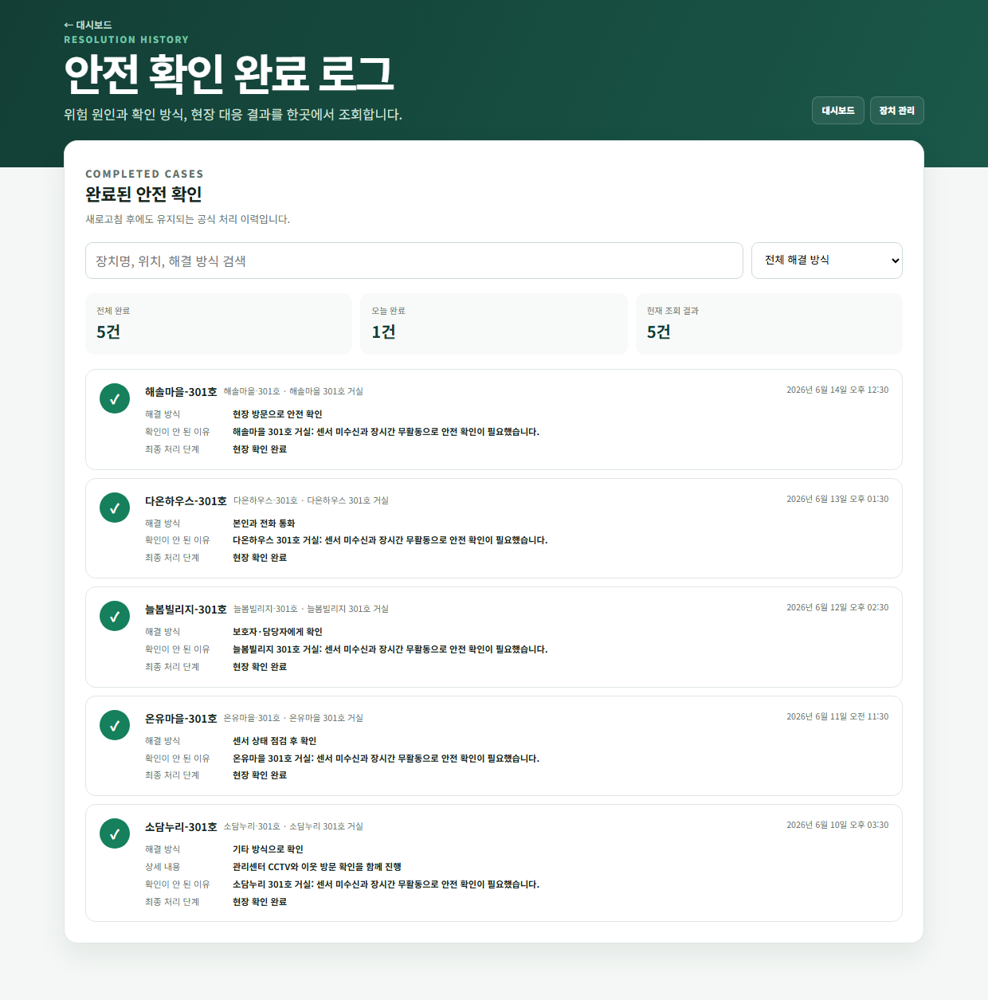 ← 대시보드
RESOLUTION HISTORY
안전 확인 완료 로그
위험 원인과 확인 방식, 현장 대응 결과를 한곳에서 조회합니다.
대시보드 장치 관리
COMPLETED CASES
완료된 안전 확인
새로고침 후에도 유지되는 공식 처리 이력입니다.
장치명, 위치, 해결 방식 검색 전체 해결 방식
전체 완료 오늘 완료 현재 조회 결과
5건 1건 5건
해솔마을-301호 해솔마을-301호 · 해솔마을 301호 거실 2026년 6월 14일 오후 12:30
해결 방식 현장 방문으로 안전 확인
확인이 안 된 이유 해솔마을 301호 거실: 센서 미수신과 장시간 무활동으로 안전 확인이 필요했습니다.
최종 처리 단계 현장 확인 완료
다온하우스-301호 다온하우스-301호 · 다온하우스 301호 거실 2026년 6월 13일 오후 01:30
해결 방식 본인과 전화 통화
확인이 안 된 이유 다온하우스 301호 거실: 센서 미수신과 장시간 무활동으로 안전 확인이 필요했습니다.
최종 처리 단계 현장 확인 완료
늘봄빌리지-301호 늘봄빌리지-301호 · 늘봄빌리지 301호 거실 2026년 6월 12일 오후 02:30
해결 방식 보호자·담당자에게 확인
확인이 안 된 이유 늘봄빌리지 301호 거실: 센서 미수신과 장시간 무활동으로 안전 확인이 필요했습니다.
최종 처리 단계 현장 확인 완료
온유마을-301호 온유마을-301호 · 온유마을 301호 거실 2026년 6월 11일 오전 11:30
해결 방식 센서 상태 점검 후 확인
확인이 안 된 이유 온유마을 301호 거실: 센서 미수신과 장시간 무활동으로 안전 확인이 필요했습니다.
최종 처리 단계 현장 확인 완료
소담누리-301호 소담누리-301호 · 소담누리 301호 거실 2026년 6월 10일 오후 03:30
해결 방식 기타 방식으로 확인
상세 내용 관리센터 CCTV와 이웃 방문 확인을 함께 진행
확인이 안 된 이유 소담누리 301호 거실: 센서 미수신과 장시간 무활동으로 안전 확인이 필요했습니다.
최종 처리 단계 현장 확인 완료